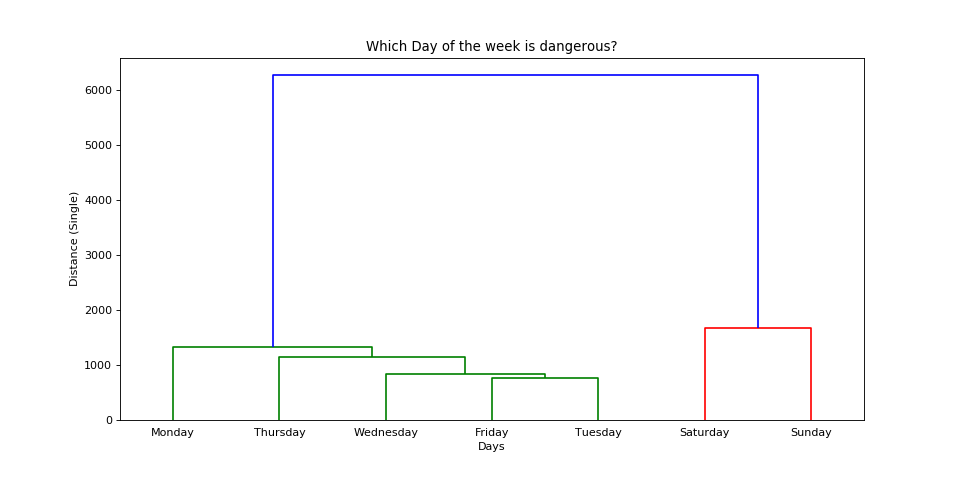 Which Day of the week is dangerous?
Distance (Single)
6000
5000
4000
3000
2000
1000
0
Monday Thursday Wednesday Friday Tuesday Saturday Sunday
Days